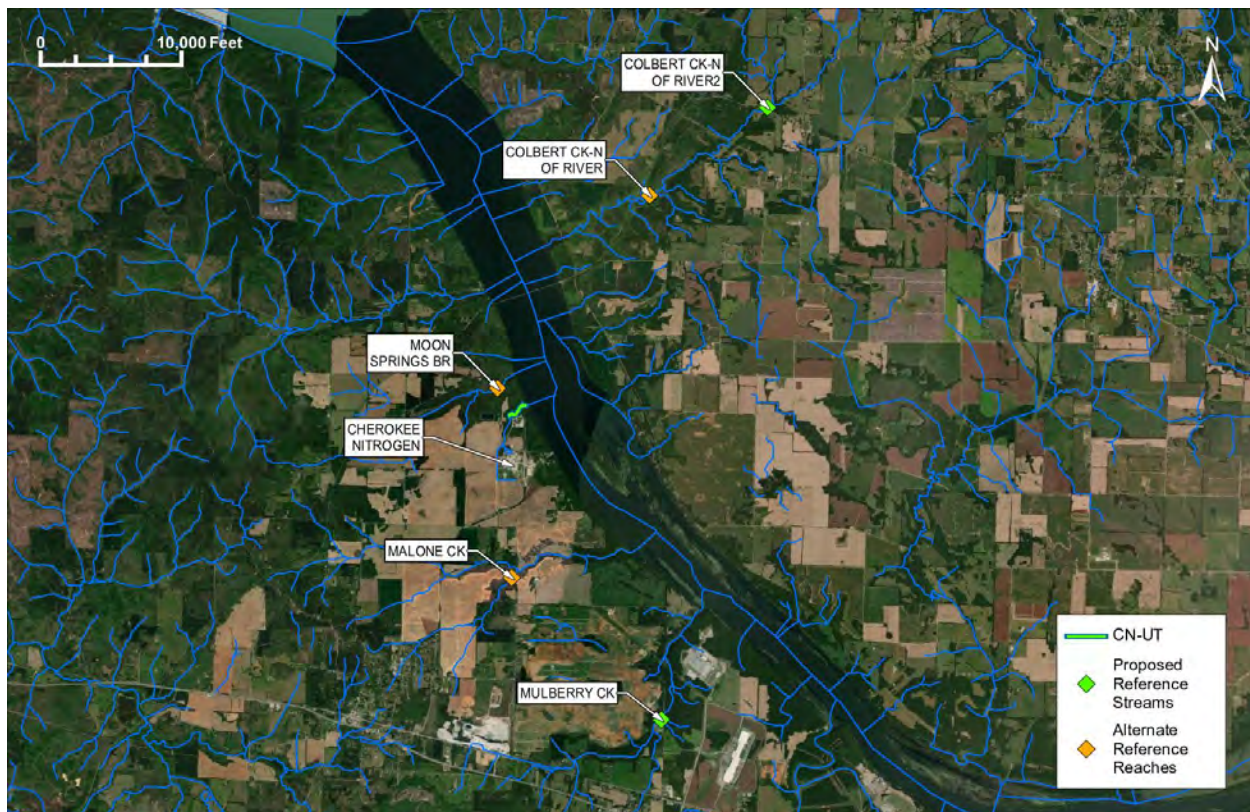 0 10,000 Feet
N
COLBERT CK-N
OF RIVER2
COLBERT CK-N
OF RIVER
MOON
SPRINGS BR
CHEROKEE
NITROGEN
MALONE CK
MULBERRY CK
CN-UT
Proposed
Reference
Streams
Alternate
Reference
Reaches